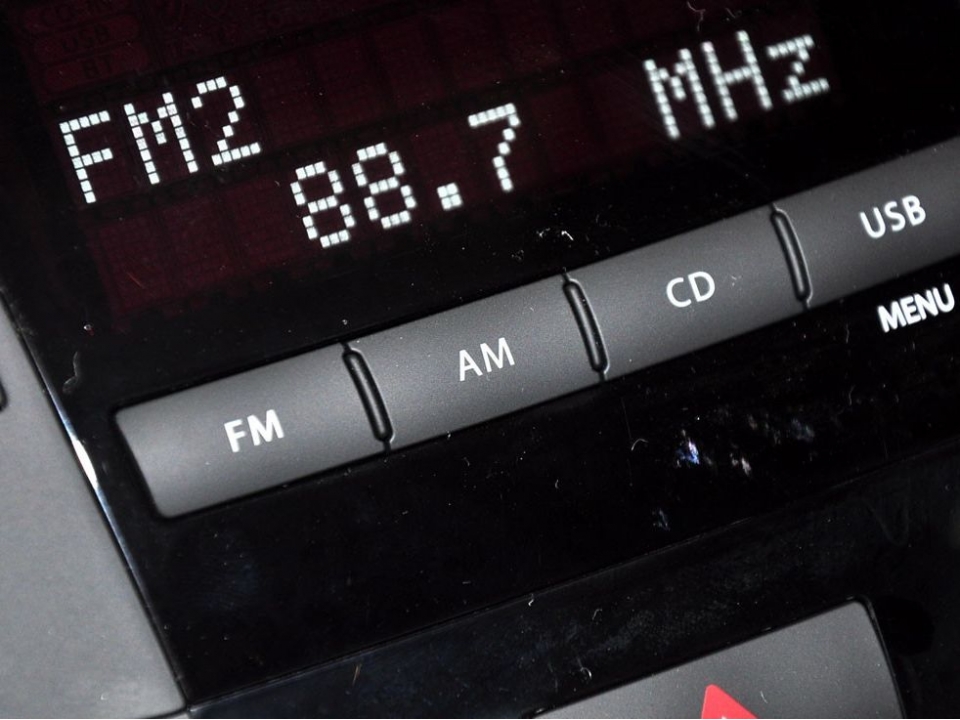 FM2 88.7 MHz
FM AM CD USB
MENU